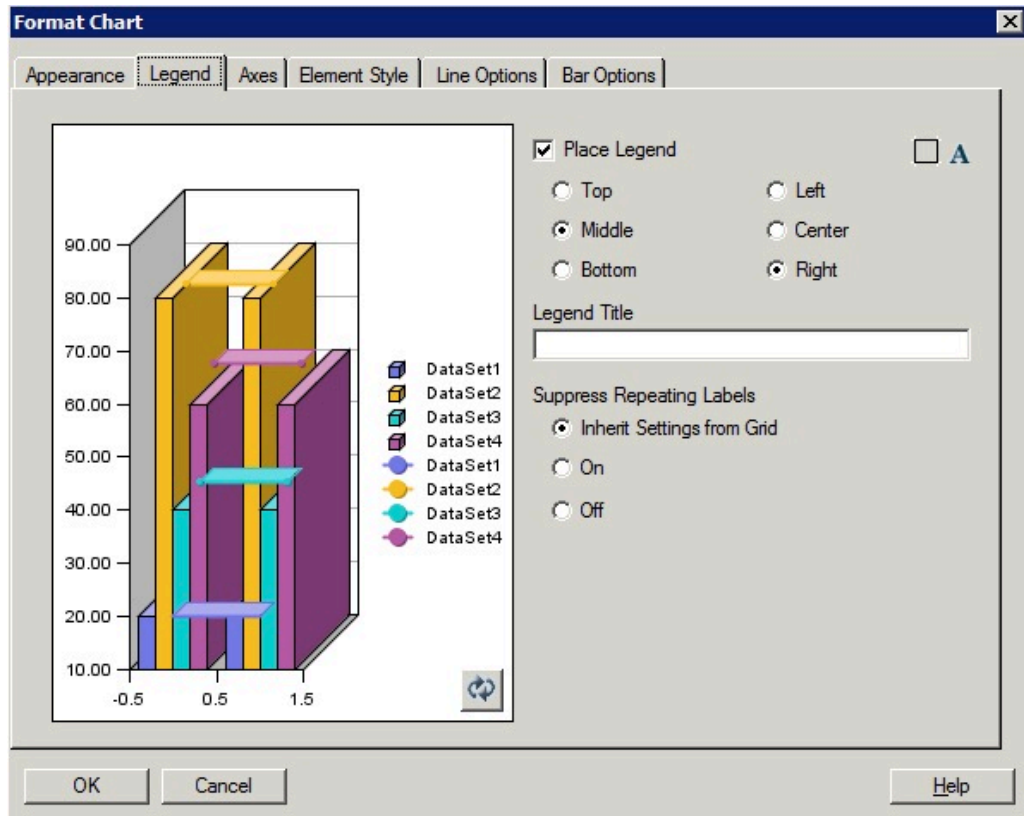 Format Chart
Appearance
Legend
Axes
Element Style
Line Options
Bar Options
90.00
80.00
70.00
60.00
50.00
40.00
30.00
20.00
10.00
-0.5
0.5
1.5
DataSet1
DataSet2
DataSet3
DataSet4
DataSet1
DataSet2
DataSet3
DataSet4
Place Legend
A
Top
Left
Middle
Center
Bottom
Right
Legend Title
Suppress Repeating Labels
Inherit Settings from Grid
On
Off
OK
Cancel
Help